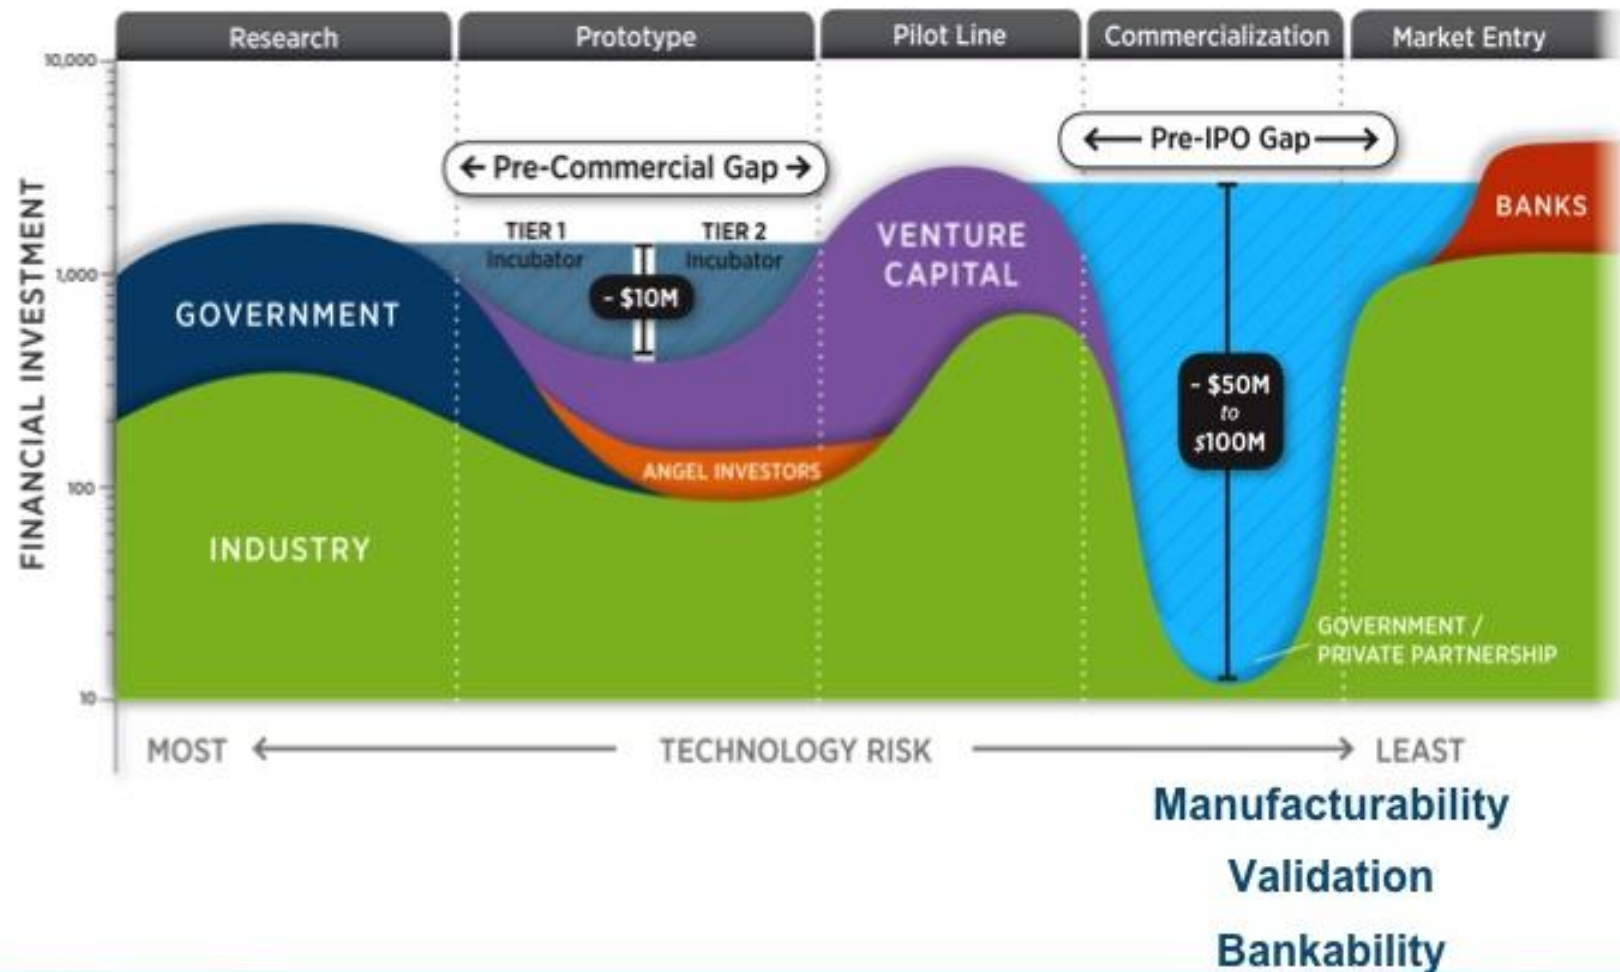 Research
Prototype
Pilot Line
Commercialization
Market Entry
10,000
1,000
100
10
FINANCIAL INVESTMENT
← Pre-Commercial Gap →
← Pre-IPO Gap →
TIER 1
Incubator
TIER 2
Incubator
~ $10M
GOVERNMENT
INDUSTRY
VENTURE
CAPITAL
ANGEL INVESTORS
~ $50M
to
$100M
BANKS
GOVERNMENT /
PRIVATE PARTNERSHIP
MOST ← TECHNOLOGY RISK → LEAST
Manufacturability
Validation
Bankability